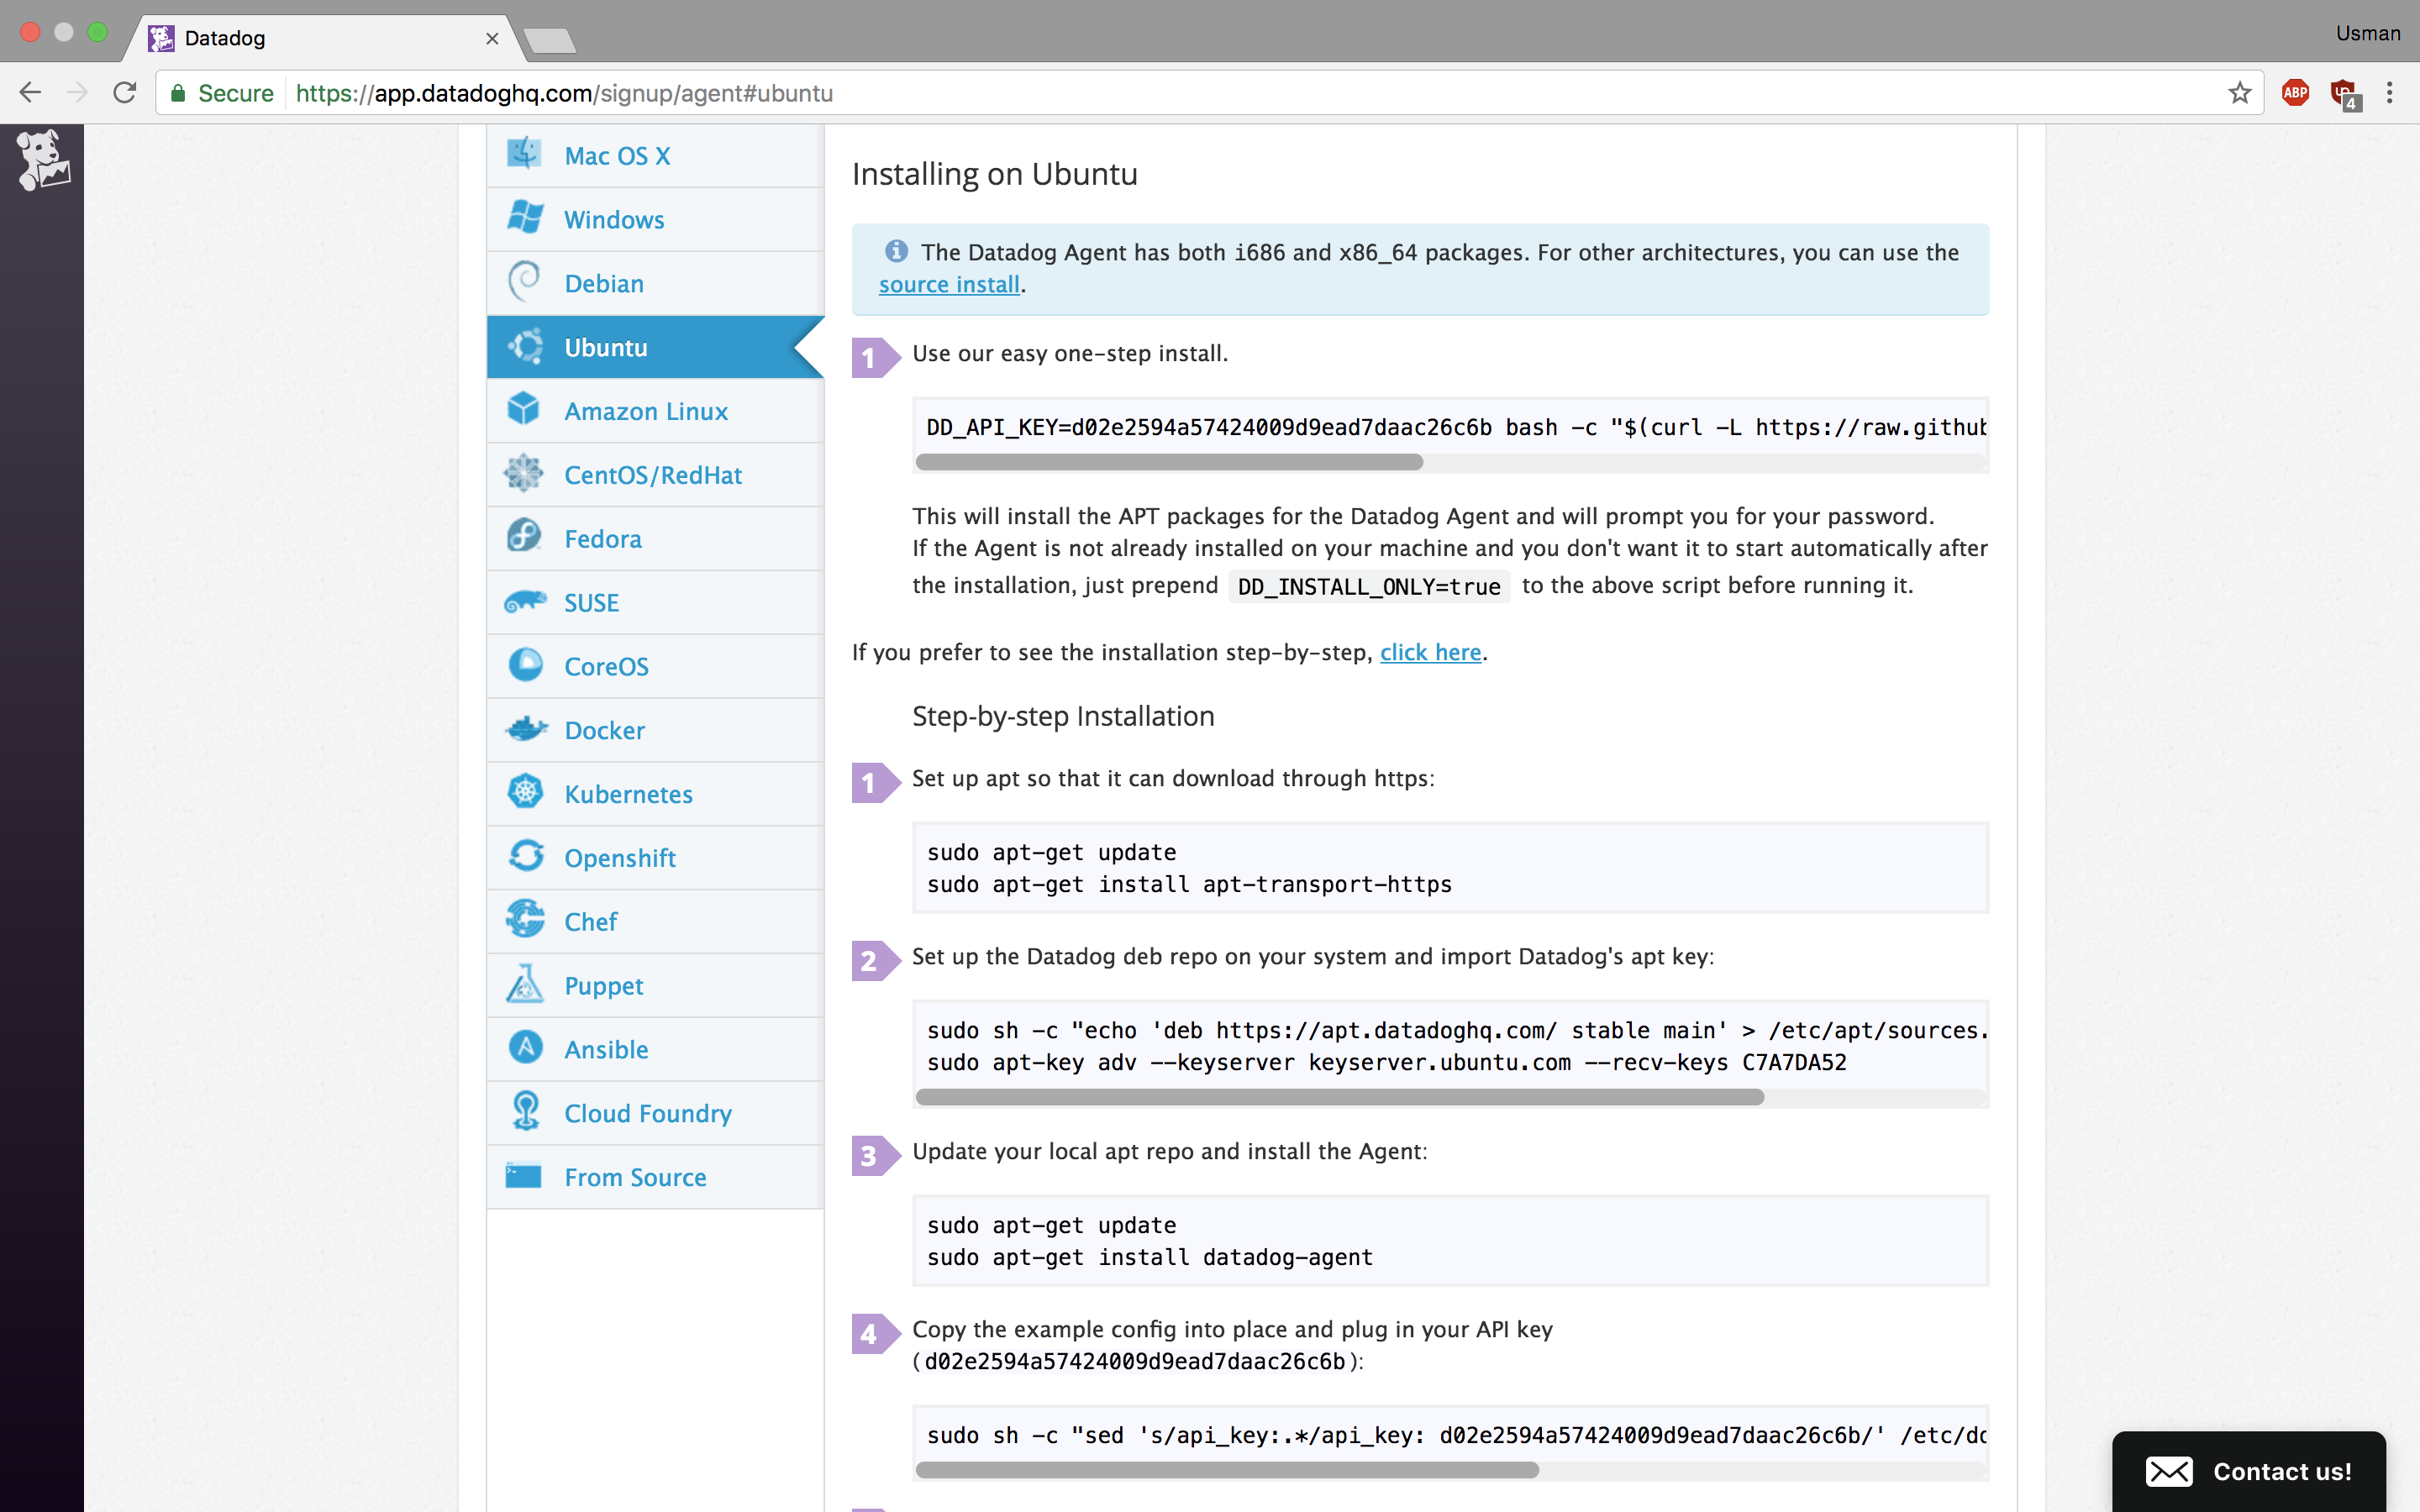 Datadog
Usman
Secure
https://app.datadoghq.com/signup/agent#ubuntu
ABP
4
Mac OS X
Windows
Debian
Ubuntu
Amazon Linux
CentOS/RedHat
Fedora
SUSE
CoreOS
Docker
Kubernetes
Openshift
Chef
Puppet
Ansible
Cloud Foundry
From Source
Installing on Ubuntu
The Datadog Agent has both i686 and x86_64 packages. For other architectures, you can use the
source install.
1 Use our easy one-step install.
DD_API_KEY=d02e2594a57424009d9ead7daac26c6b bash -c "$(curl -L https://raw.github
This will install the APT packages for the Datadog Agent and will prompt you for your password.
If the Agent is not already installed on your machine and you don't want it to start automatically after
the installation, just prepend DD_INSTALL_ONLY=true to the above script before running it.
If you prefer to see the installation step-by-step, click here.
Step-by-step Installation
1 Set up apt so that it can download through https:
sudo apt-get update
sudo apt-get install apt-transport-https
2 Set up the Datadog deb repo on your system and import Datadog's apt key:
sudo sh -c "echo 'deb https://apt.datadoghq.com/ stable main' > /etc/apt/sources.
sudo apt-key adv --keyserver keyserver.ubuntu.com --recv-keys C7A7DA52
3 Update your local apt repo and install the Agent:
sudo apt-get update
sudo apt-get install datadog-agent
4 Copy the example config into place and plug in your API key
(d02e2594a57424009d9ead7daac26c6b):
sudo sh -c "sed 's/api_key:.*/api_key: d02e2594a57424009d9ead7daac26c6b/' /etc/dd
Contact us!